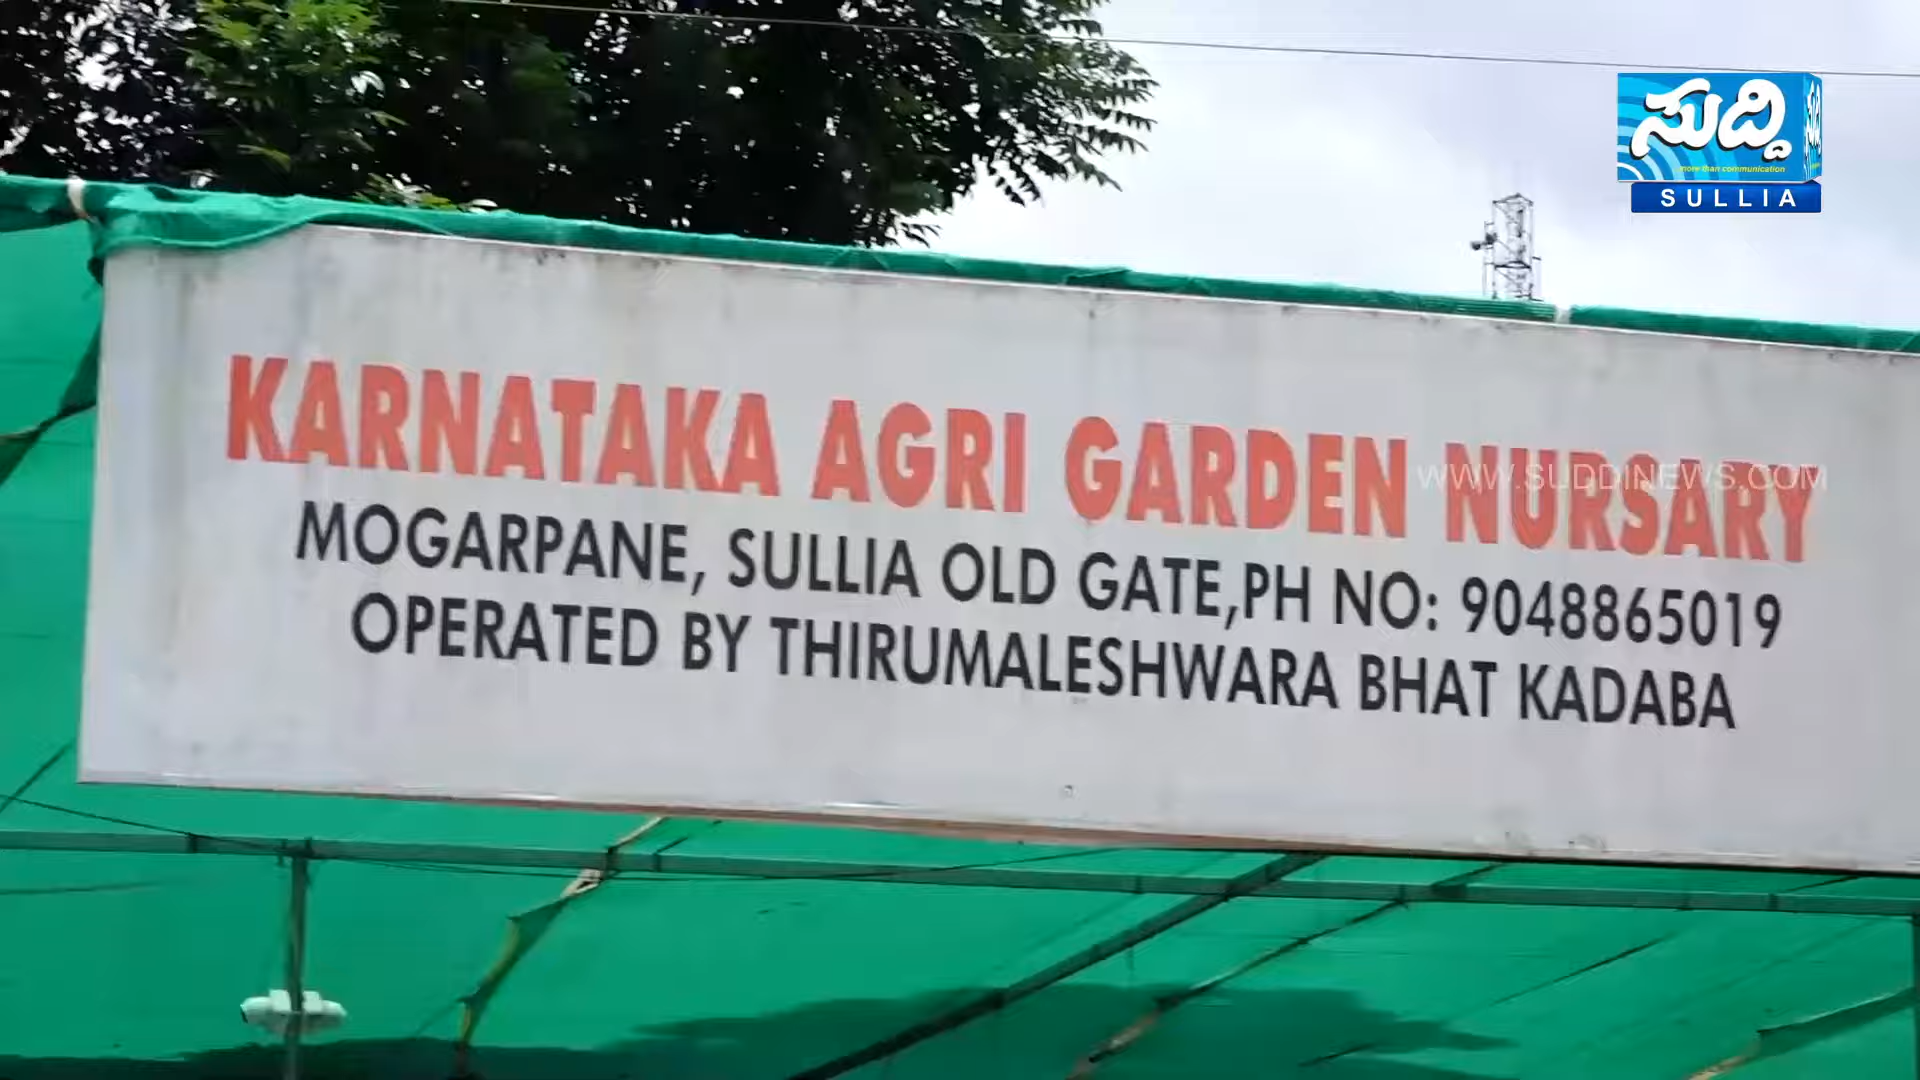 ಸುದ್ದಿ
more than communication
SULLIA
KARNATAKA AGRI GARDEN NURSARY
WWW.SUDDINEWS.COM
MOGARPANE, SULLIA OLD GATE,PH NO: 9048865019
OPERATED BY THIRUMALESHWARA BHAT KADABA